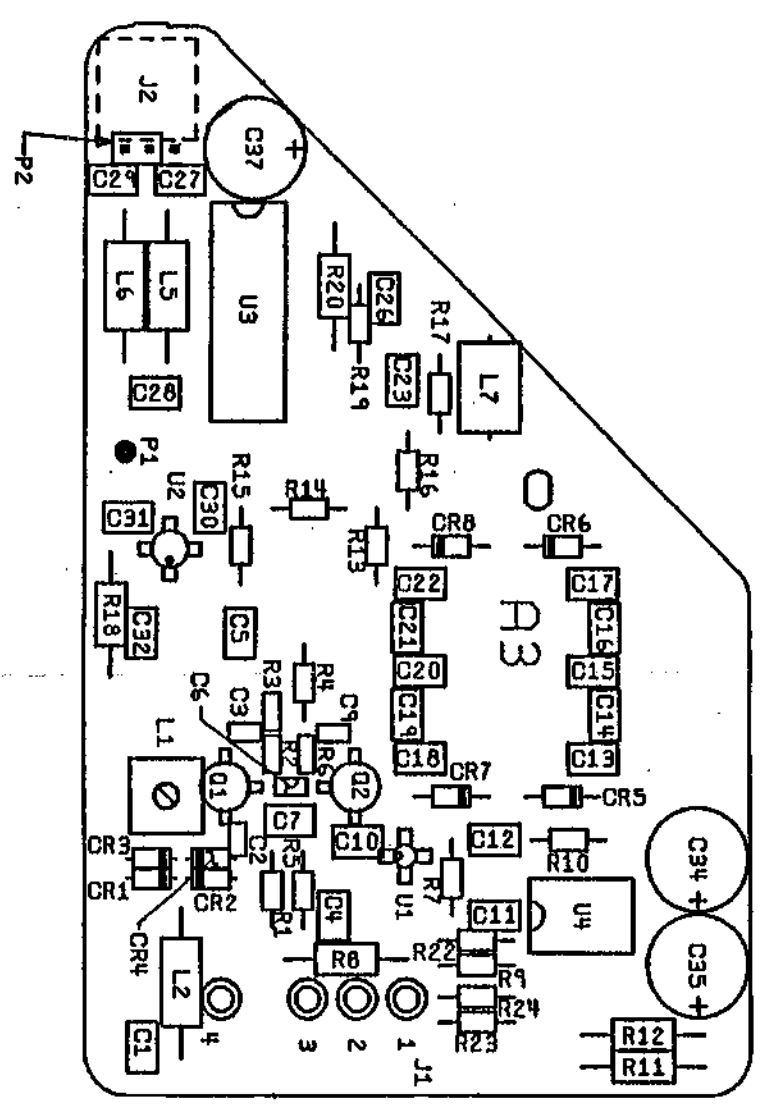 J2
P2
C37
+
C29
C27
L6
L5
U3
R20
C26
R19
R17
C23
L7
C28
P1
R16
U2
C30
R15
R14
C31
R13
CR8
CR6
C22
C17
R18
C32
C5
C21
A3
C16
C20
C15
C6
C3
R3
R4
C9
C19
C14
C18
C13
L1
R2
R6
Q1
Q2
CR7
CR5
C7
C2
R5
C10
C12
R10
C34
+
CR3
CR1
CR2
CR4
R1
C4
U1
R7
C11
U4
R22
R8
R9
C35
+
L2
R24
R23
C1
4
3
2
1
J1
R12
R11